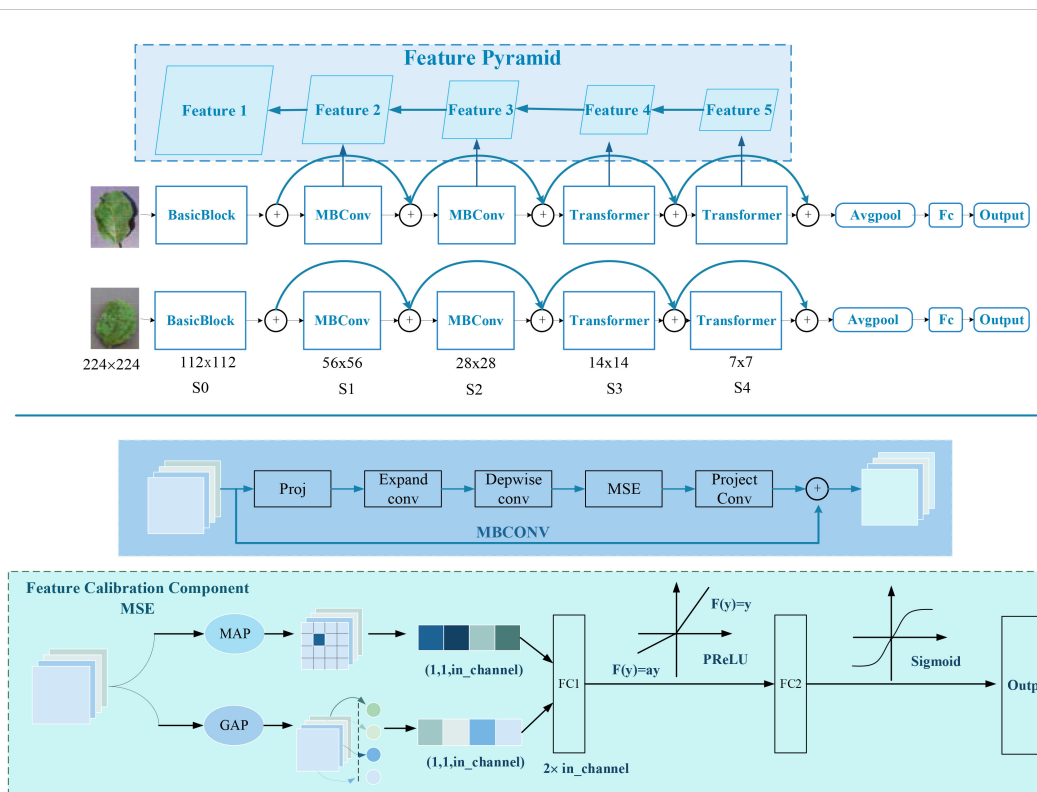 Feature Pyramid
Feature 1
Feature 2
Feature 3
Feature 4
Feature 5
BasicBlock
+
MBConv
+
MBConv
+
Transformer
+
Transformer
+
Avgpool
Fc
Output
BasicBlock
+
MBConv
+
MBConv
+
Transformer
+
Transformer
+
Avgpool
Fc
Output
224×224
112x112
56x56
28x28
14x14
7x7
S0
S1
S2
S3
S4
Proj
Expand
conv
Depwise
conv
MSE
Project
Conv
+
MBCONV
Feature Calibration Component
MSE
MAP
(1,1,in_channel)
GAP
(1,1,in_channel)
FC1
2× in_channel
F(y)=y
F(y)=ay
PReLU
FC2
Sigmoid
Outp